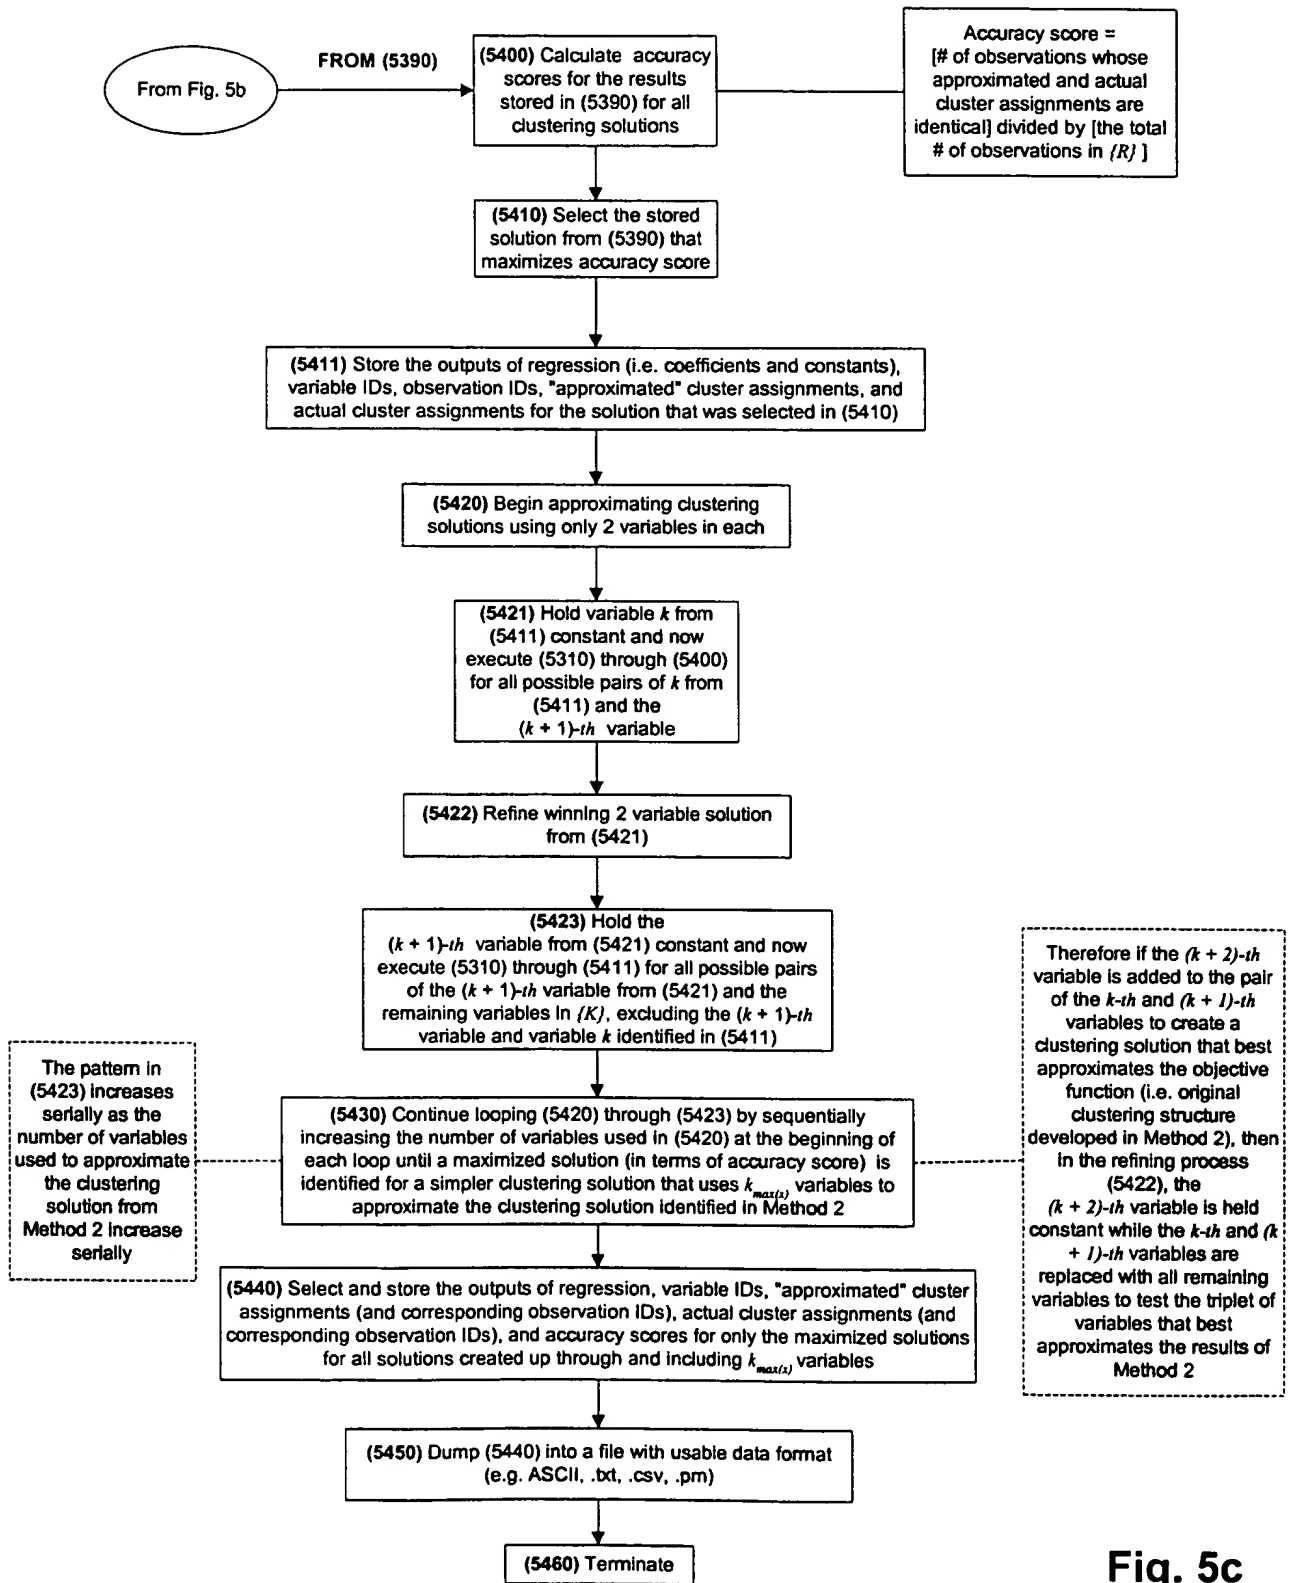 From Fig. 5b
FROM (5390)
(5400) Calculate accuracy
scores for the results
stored in (5390) for all
clustering solutions
Accuracy score =
[# of observations whose
approximated and actual
cluster assignments are
identical] divided by [the total
# of observations in {R} ]
(5410) Select the stored
solution from (5390) that
maximizes accuracy score
(5411) Store the outputs of regression (i.e. coefficients and constants),
variable IDs, observation IDs, "approximated" cluster assignments, and
actual cluster assignments for the solution that was selected in (5410)
(5420) Begin approximating clustering
solutions using only 2 variables in each
(5421) Hold variable k from
(5411) constant and now
execute (5310) through (5400)
for all possible pairs of k from
(5411) and the
(k + 1)-th variable
(5422) Refine winning 2 variable solution
from (5421)
(5423) Hold the
(k + 1)-th variable from (5421) constant and now
execute (5310) through (5411) for all possible pairs
of the (k + 1)-th variable from (5421) and the
remaining variables in {K}, excluding the (k + 1)-th
variable and variable k identified in (5411)
The pattern in
(5423) increases
serially as the
number of variables
used to approximate
the clustering
solution from
Method 2 increase
serially
(5430) Continue looping (5420) through (5423) by sequentially
increasing the number of variables used in (5420) at the beginning of
each loop until a maximized solution (in terms of accuracy score) is
identified for a simpler clustering solution that uses k max(x) variables to
approximate the clustering solution identified in Method 2
Therefore if the (k + 2)-th
variable is added to the pair
of the k-th and (k + 1)-th
variables to create a
clustering solution that best
approximates the objective
function (i.e. original
clustering structure
developed in Method 2), then
in the refining process
(5422), the
(k + 2)-th variable is held
constant while the k-th and (k
+ 1)-th variables are
replaced with all remaining
variables to test the triplet of
variables that best
approximates the results of
Method 2
(5440) Select and store the outputs of regression, variable IDs, "approximated" cluster
assignments (and corresponding observation IDs), actual cluster assignments (and
corresponding observation IDs), and accuracy scores for only the maximized solutions
for all solutions created up through and including k max(x) variables
(5450) Dump (5440) into a file with usable data format
(e.g. ASCII, .txt, .csv, .prn)
(5460) Terminate
Fig. 5c